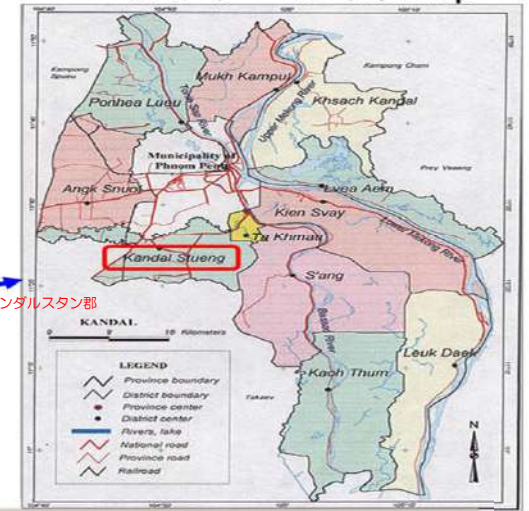 Kampong Spueu
Mukh Kampul
Kampong Cham
Ponhea Lueu
Khsach Kandal
Tonle Sap River
Upper Mekong River
Municipality of
Phnom Penh
Prey Veaeng
Angk Snuol
Lvea Aem
Kien Svay
Ta Khmau
Lower Mekong River
Kandal Stueng
S'ang
ンダルスタン郡
KANDAL
16 Kilometers
Bassac River
Leuk Daek
Kaoh Thum
Takaev
LEGEND
Province boundary
District boundary
Province center
District center
Rivers, lake
National road
Province road
Railroad
N